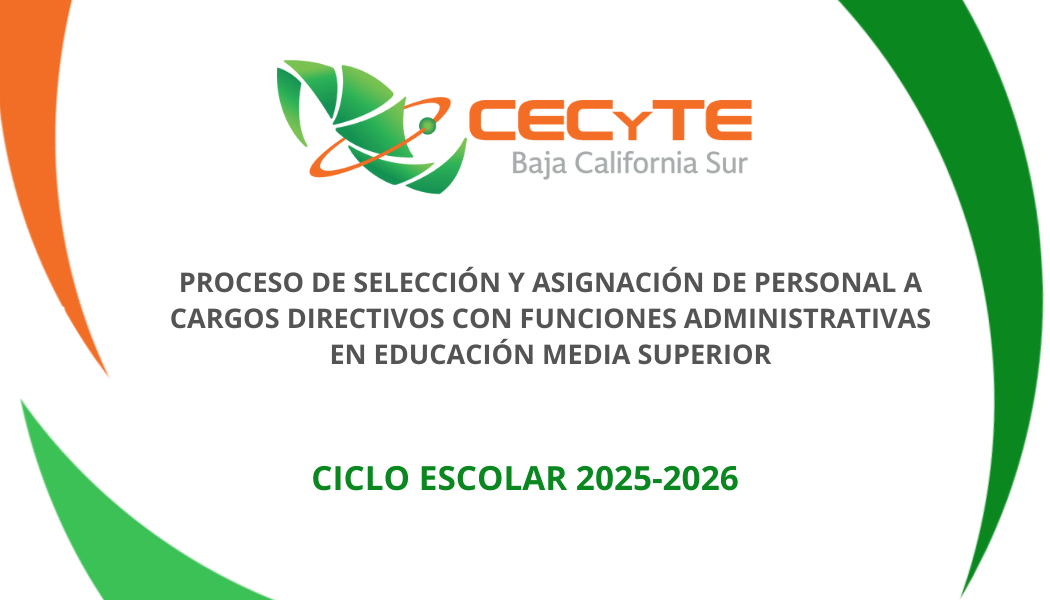 CECyTE
Baja California Sur
PROCESO DE SELECCIÓN Y ASIGNACIÓN DE PERSONAL A
CARGOS DIRECTIVOS CON FUNCIONES ADMINISTRATIVAS
EN EDUCACIÓN MEDIA SUPERIOR
CICLO ESCOLAR 2025-2026